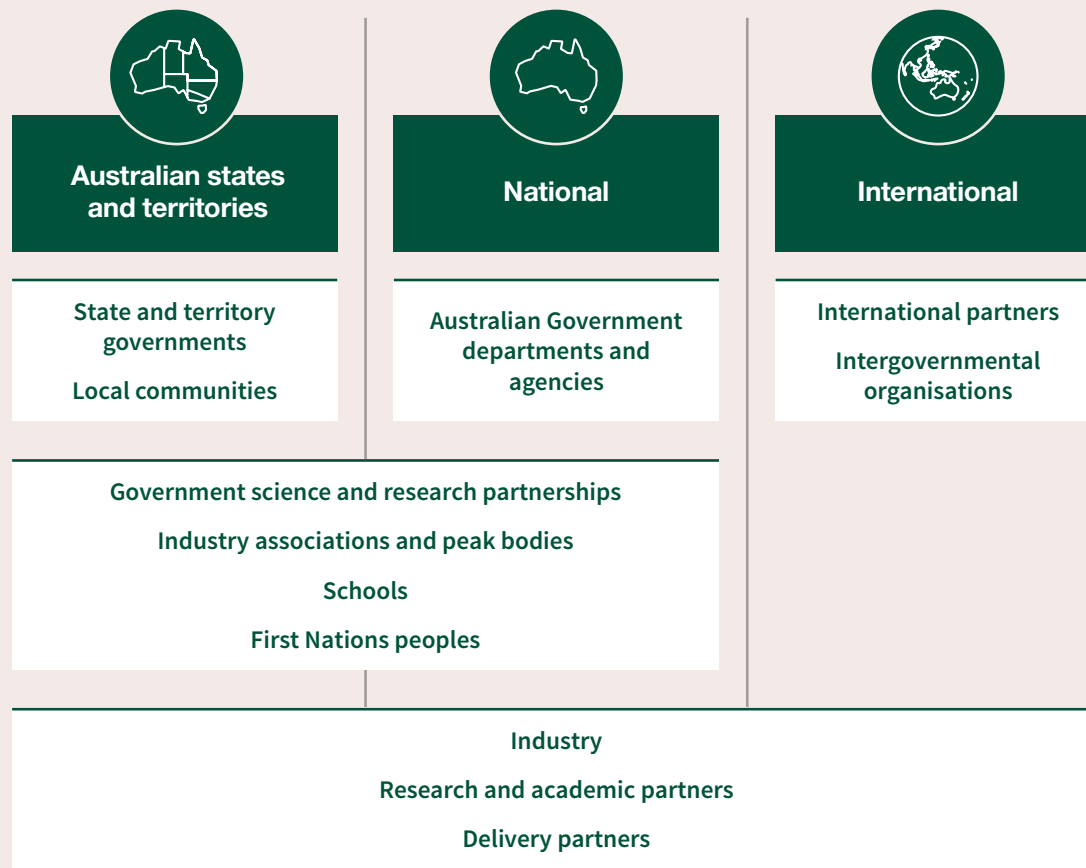 Australian states
and territories
National
International
State and territory
governments
Local communities
Australian Government
departments and
agencies
International partners
Intergovernmental
organisations
Government science and research partnerships
Industry associations and peak bodies
Schools
First Nations peoples
Industry
Research and academic partners
Delivery partners